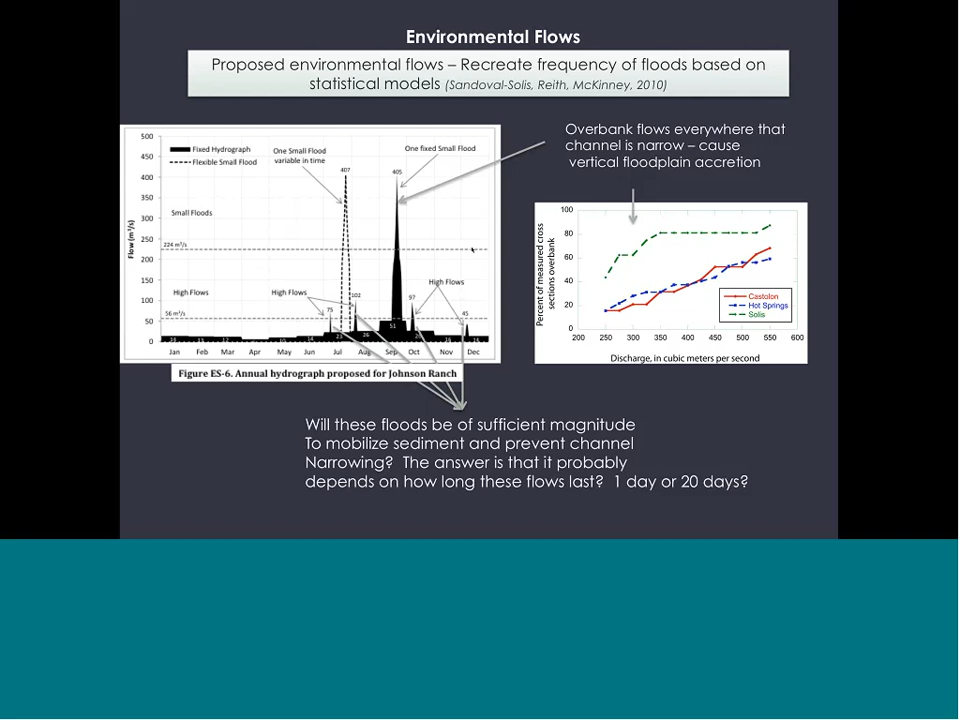 Environmental Flows
Proposed environmental flows – Recreate frequency of floods based on
statistical models (Sandoval-Solis, Reith, McKinney, 2010)
Overbank flows everywhere that
channel is narrow – cause
vertical floodplain accretion
500
450
400
350
300
250
200
150
100
50
0
Flow (m³/s)
Fixed Hydrograph
Flexible Small Flood
One Small Flood
variable in time
One fixed Small Flood
407
405
Small Floods
224 m³/s
High Flows
High Flows
High Flows
56 m³/s
75
102
97
45
51
Jan Feb Mar Apr May Jun Jul Aug Sep Oct Nov Dec
Figure ES-6. Annual hydrograph proposed for Johnson Ranch
Percent of measured cross
sections overbank
100
80
60
40
20
0
Castolon
Hot Springs
Solis
200 250 300 350 400 450 500 550 600
Discharge, in cubic meters per second
Will these floods be of sufficient magnitude
To mobilize sediment and prevent channel
Narrowing? The answer is that it probably
depends on how long these flows last? 1 day or 20 days?